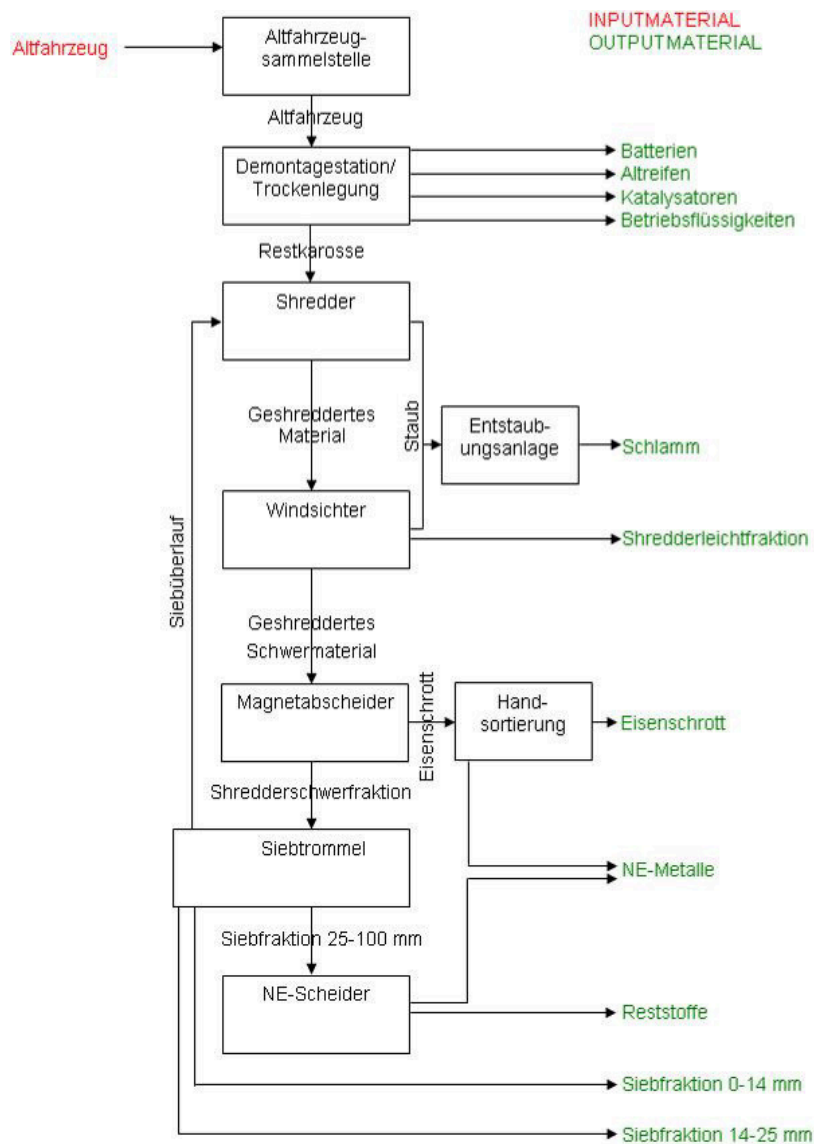 INPUTMATERIAL
OUTPUTMATERIAL
Altfahrzeug
Altfahrzeug-
sammelstelle
Altfahrzeug
Demontagestation/
Trockenlegung
Batterien
Altreifen
Katalysatoren
Betriebsflüssigkeiten
Restkarosse
Shredder
Geshreddertes
Material
Staub
Entstaub-
ungsanlage
Schlamm
Windsichter
Shredderleichtfraktion
Siebüberlauf
Geshreddertes
Schwermaterial
Magnetabscheider
Eisenschrott
Hand-
sortierung
Eisenschrott
Shredderschwerfraktion
Siebtrommel
NE-Metalle
Siebfraktion 25-100 mm
NE-Scheider
Reststoffe
Siebfraktion 0-14 mm
Siebfraktion 14-25 mm